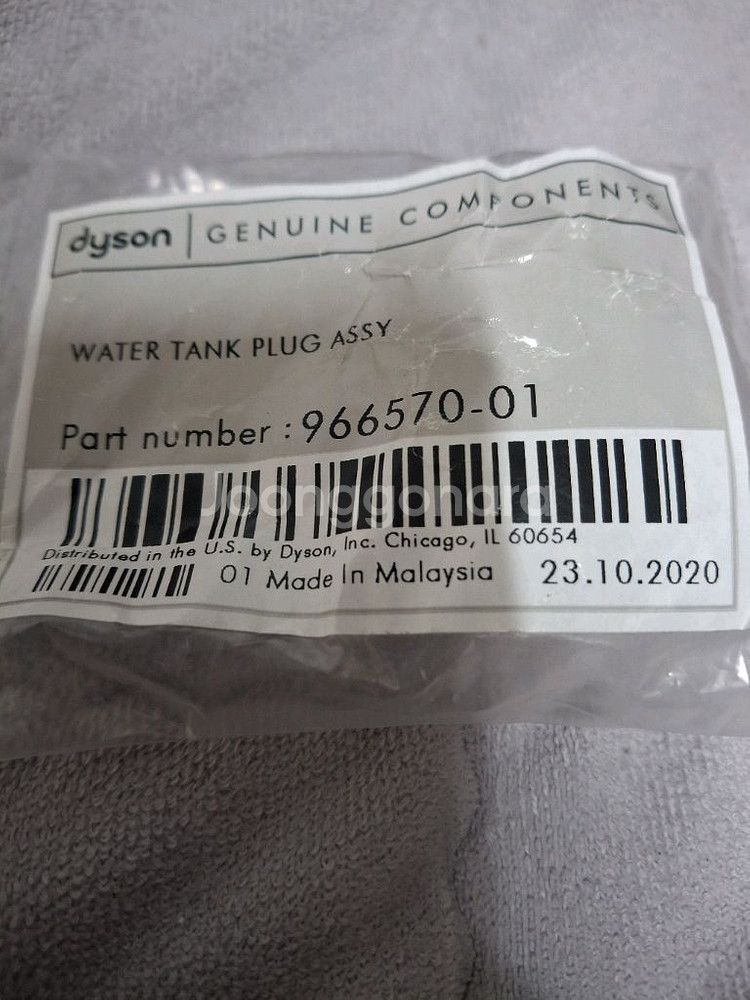 dyson | GENUINE COMPONENTS
WATER TANK PLUG ASSY
Part number : 966570-01
Joonggonara
Distributed in the U.S. by Dyson, Inc. Chicago, IL 60654
01 Made In Malaysia 23.10.2020